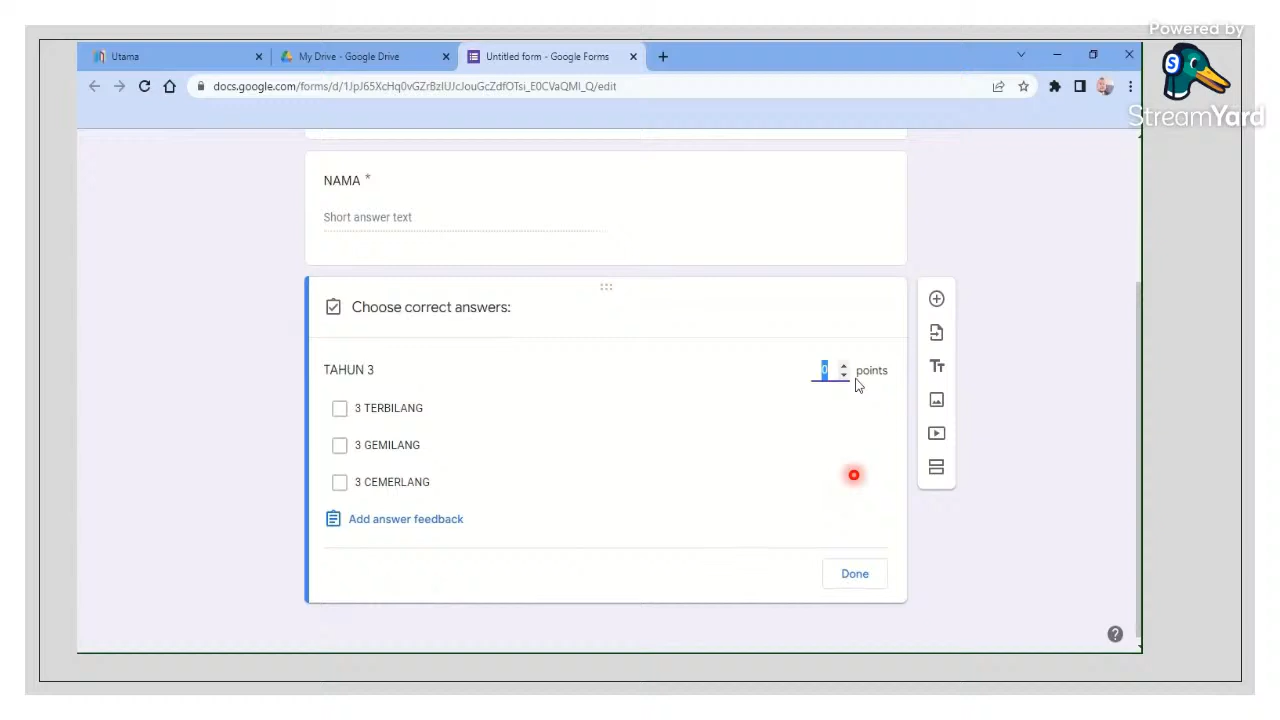 Powered by
StreamYard
Utama
My Drive - Google Drive
Untitled form - Google Forms
docs.google.com/forms/d/1JpJ65XcHq0vGZrBzIUJcJouGcZdfOTsi_E0CVaQMI_Q/edit
NAMA *
Short answer text
Choose correct answers:
TAHUN 3
0 points
3 TERBILANG
3 GEMILANG
3 CEMERLANG
Add answer feedback
Done